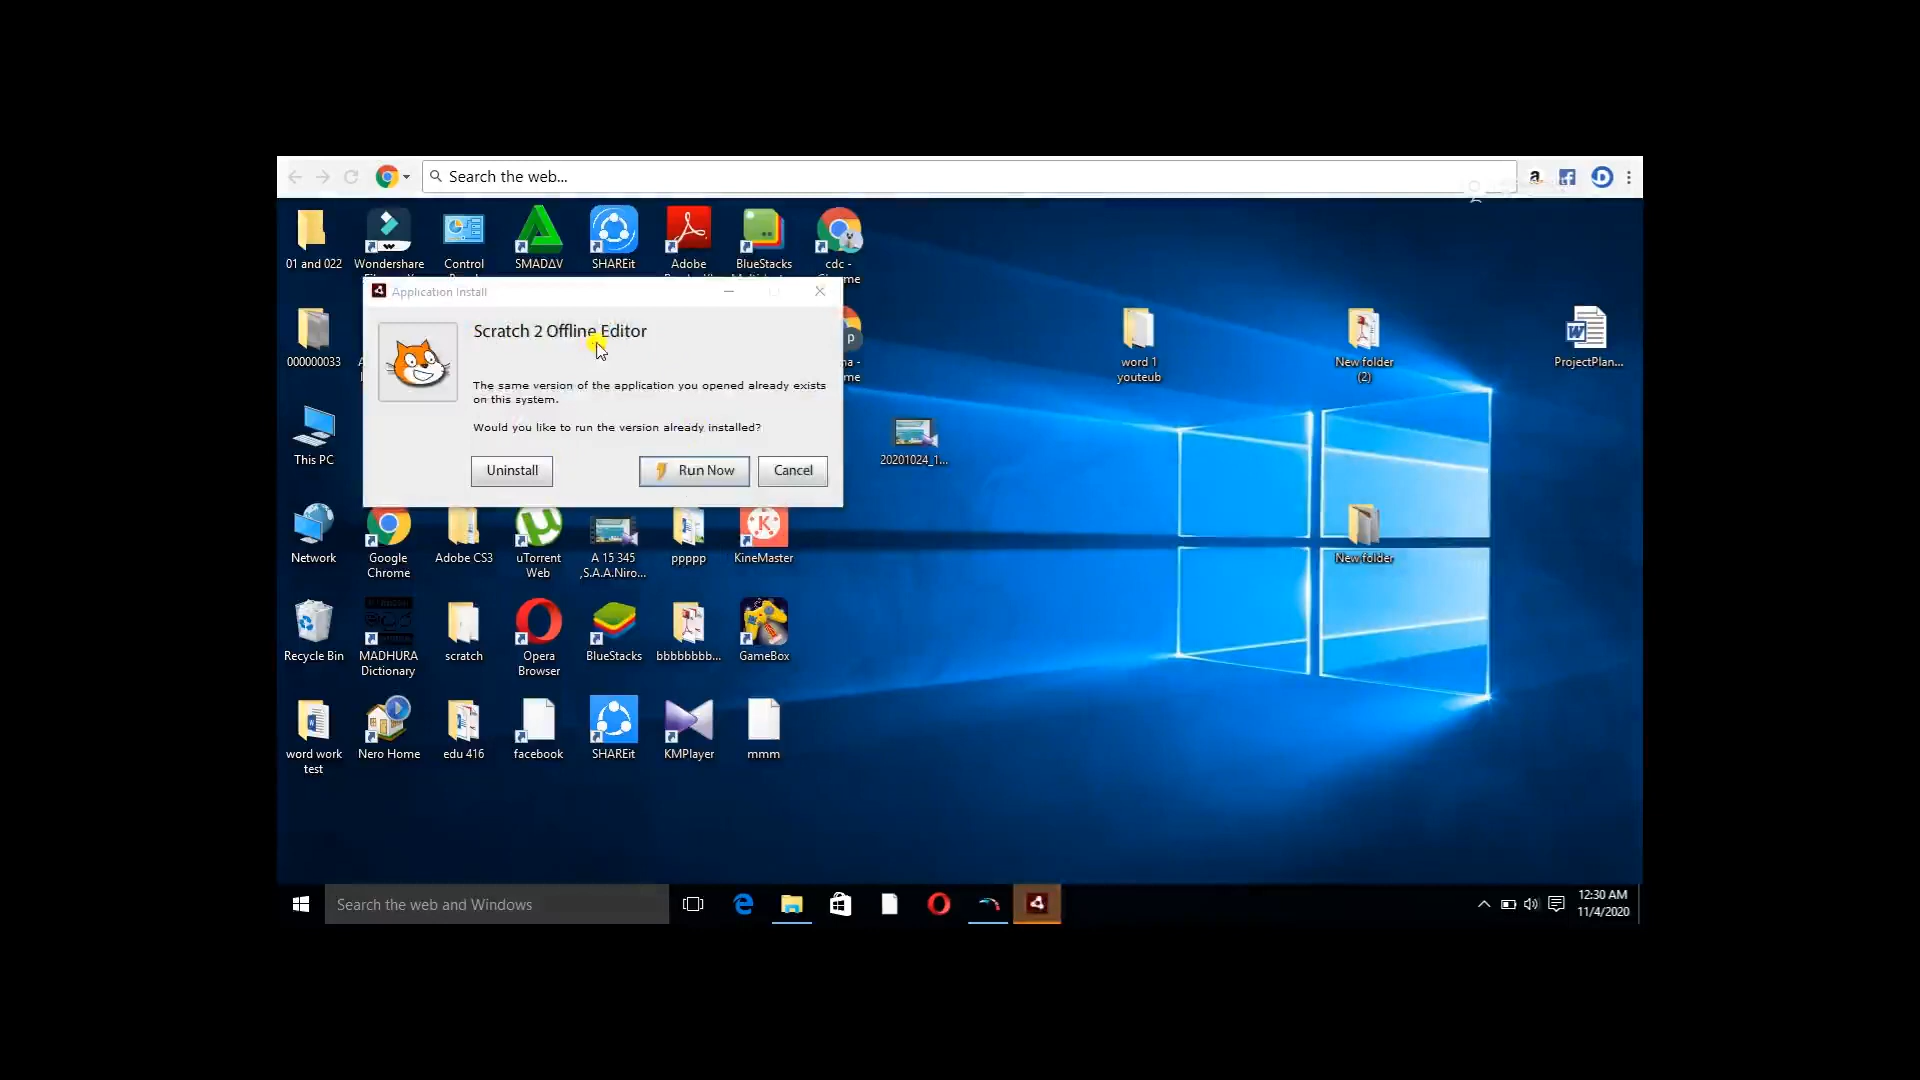 Search the web...
a
01 and 022
Wondershare
Control
SMADΔV
SHAREit
Adobe
BlueStacks
cdc -
me
Application Install
Scratch 2 Offline Editor
The same version of the application you opened already exists
on this system.
Would you like to run the version already installed?
Uninstall
Run Now
Cancel
000000033
p
na -
me
word 1
youteub
New folder
(2)
ProjectPlan...
This PC
20201024_1...
Network
Google
Chrome
Adobe CS3
uTorrent
Web
A 15 345
,S.A.A.Niro...
ppppp
KineMaster
New folder
Recycle Bin
MADHURA
Dictionary
scratch
Opera
Browser
BlueStacks
bbbbbbbb...
GameBox
word work
test
Nero Home
edu 416
facebook
SHAREit
KMPlayer
mmm
Search the web and Windows
12:30 AM
11/4/2020